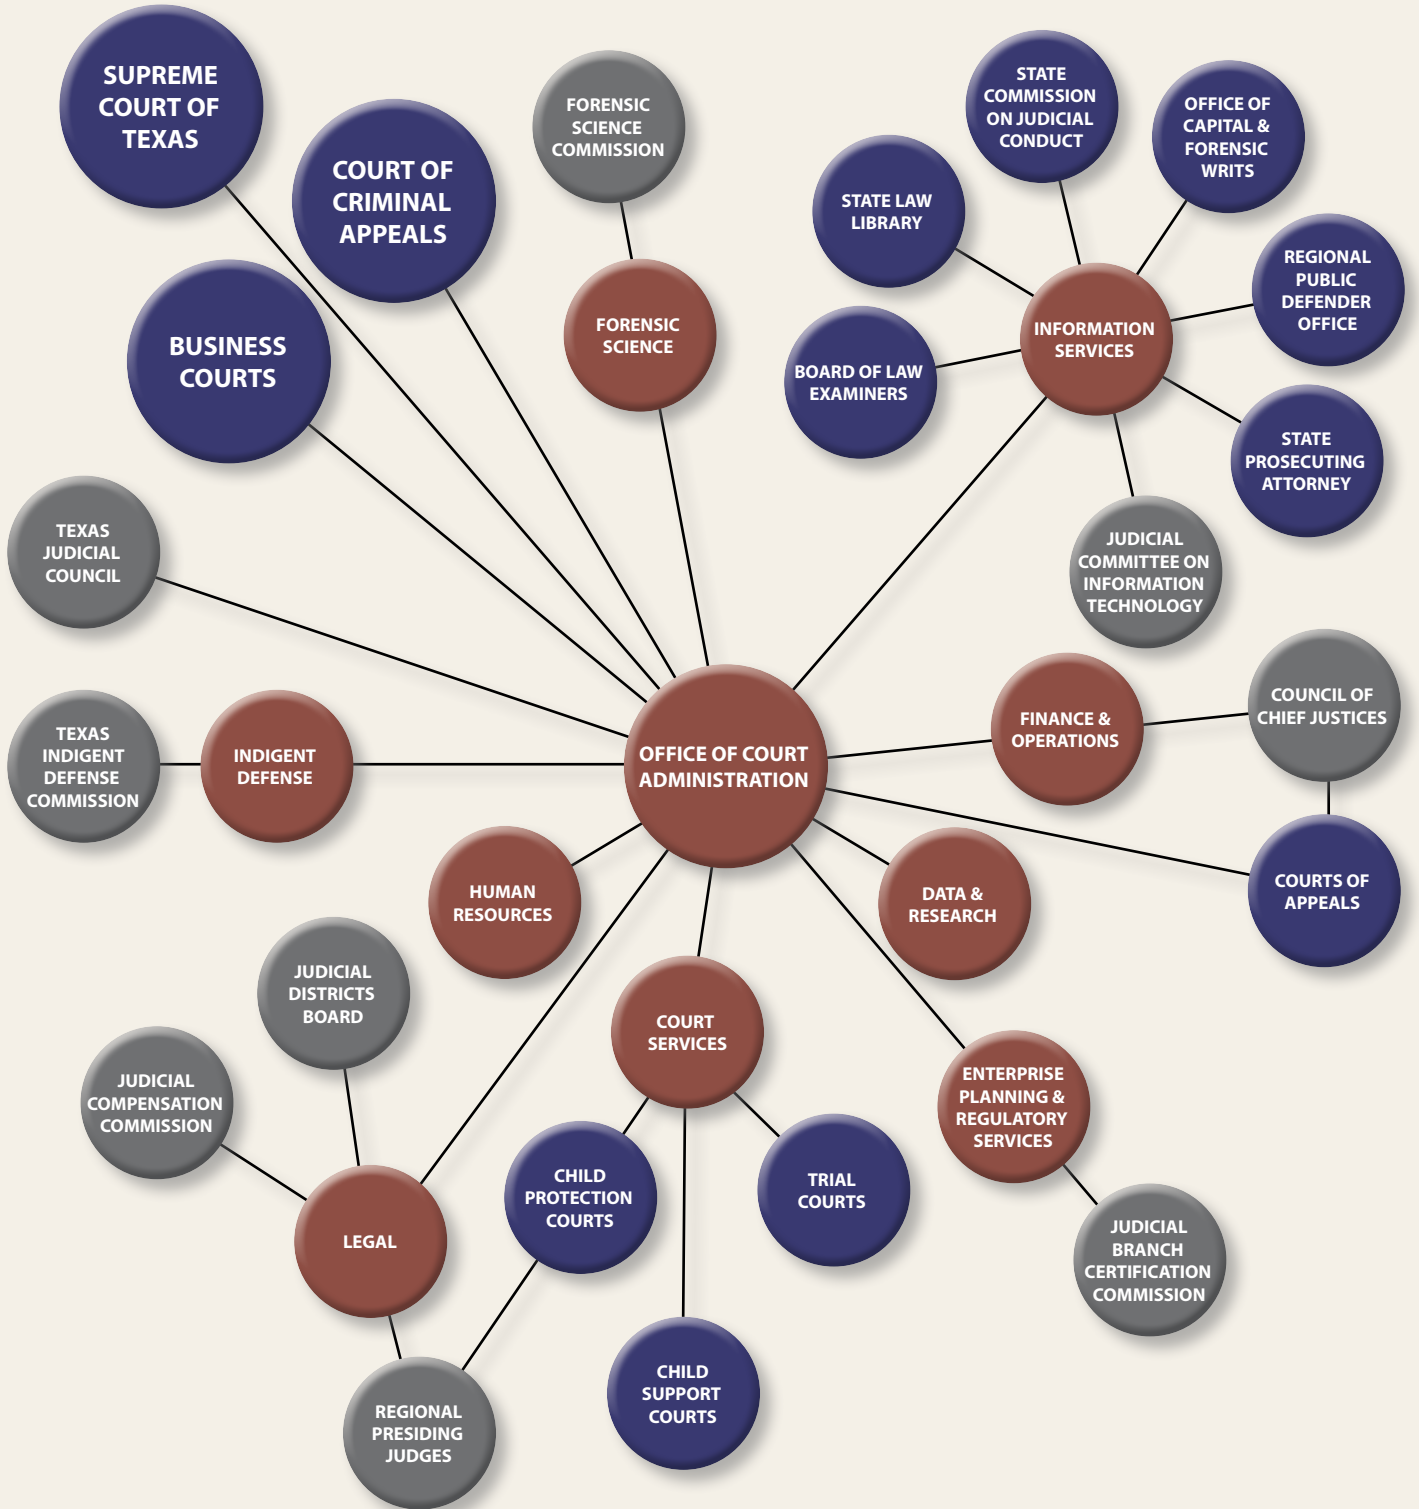 SUPREME
COURT OF
TEXAS
COURT OF
CRIMINAL
APPEALS
BUSINESS
COURTS
FORENSIC
SCIENCE
COMMISSION
FORENSIC
SCIENCE
STATE
COMMISSION
ON JUDICIAL
CONDUCT
OFFICE OF
CAPITAL &
FORENSIC
WRITS
STATE LAW
LIBRARY
REGIONAL
PUBLIC
DEFENDER
OFFICE
INFORMATION
SERVICES
BOARD OF LAW
EXAMINERS
STATE
PROSECUTING
ATTORNEY
JUDICIAL
COMMITTEE ON
INFORMATION
TECHNOLOGY
TEXAS
JUDICIAL
COUNCIL
TEXAS
INDIGENT
DEFENSE
COMMISSION
INDIGENT
DEFENSE
OFFICE OF COURT
ADMINISTRATION
FINANCE &
OPERATIONS
COUNCIL OF
CHIEF JUSTICES
COURTS OF
APPEALS
HUMAN
RESOURCES
DATA &
RESEARCH
JUDICIAL
DISTRICTS
BOARD
COURT
SERVICES
JUDICIAL
COMPENSATION
COMMISSION
ENTERPRISE
PLANNING &
REGULATORY
SERVICES
LEGAL
CHILD
PROTECTION
COURTS
TRIAL
COURTS
JUDICIAL
BRANCH
CERTIFICATION
COMMISSION
REGIONAL
PRESIDING
JUDGES
CHILD
SUPPORT
COURTS